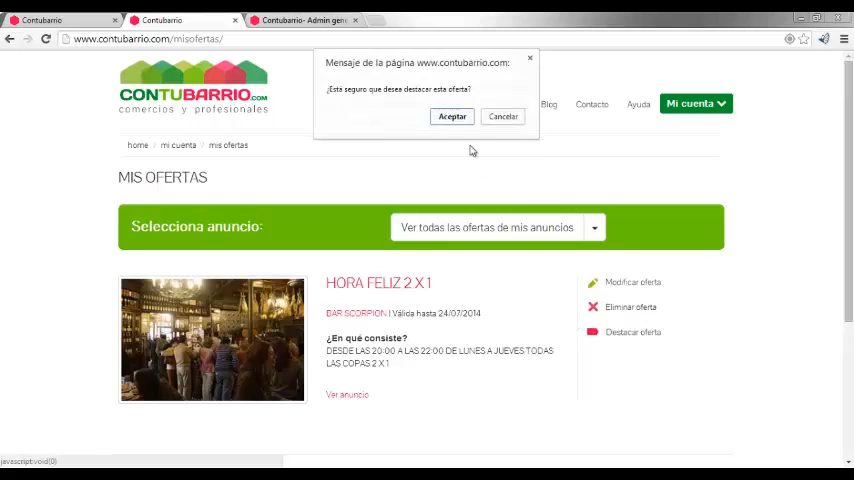 Contubarrio
Contubarrio
Contubarrio- Admin gene
www.contubarrio.com/misofertas/
CONTUBARRIO.COM
comercios y profesionales
Mensaje de la página www.contubarrio.com:
¿Está seguro que desea destacar esta oferta?
Aceptar
Cancelar
Blog
Contacto
Ayuda
Mi cuenta
home / mi cuenta / mis ofertas
MIS OFERTAS
Selecciona anuncio:
Ver todas las ofertas de mis anuncios
HORA FELIZ 2 X 1
BAR SCORPION | Válida hasta 24/07/2014
¿En qué consiste?
DESDE LAS 20:00 A LAS 22:00 DE LUNES A JUEVES TODAS
LAS COPAS 2 X 1
Ver anuncio
Modificar oferta
Eliminar oferta
Destacar oferta
javascript:void(0)